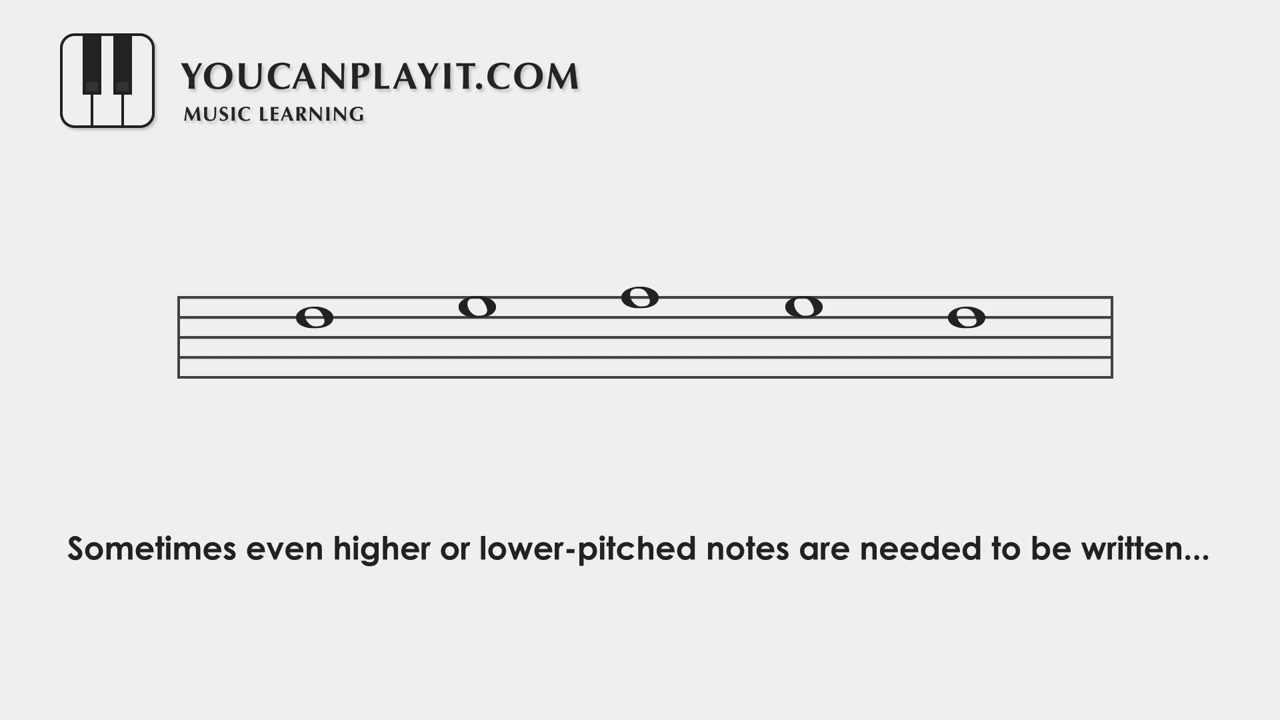 YOUCANPLAYIT.COM
MUSIC LEARNING
Sometimes even higher or lower-pitched notes are needed to be written...